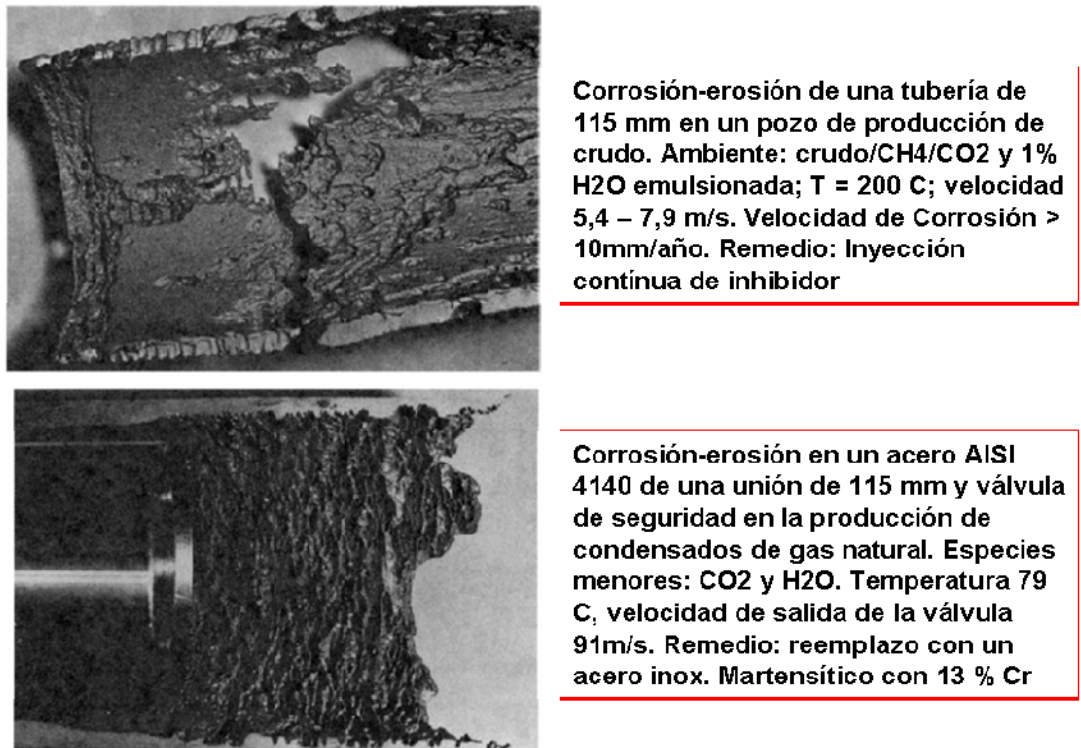 Corrosión-erosión de una tubería de
115 mm en un pozo de producción de
crudo. Ambiente: crudo/CH4/CO2 y 1%
H2O emulsionada; T = 200 C; velocidad
5,4 – 7,9 m/s. Velocidad de Corrosión >
10mm/año. Remedio: Inyección
contínua de inhibidor
Corrosión-erosión en un acero AISI
4140 de una unión de 115 mm y válvula
de seguridad en la producción de
condensados de gas natural. Especies
menores: CO2 y H2O. Temperatura 79
C, velocidad de salida de la válvula
91m/s. Remedio: reemplazo con un
acero inox. Martensítico con 13 % Cr